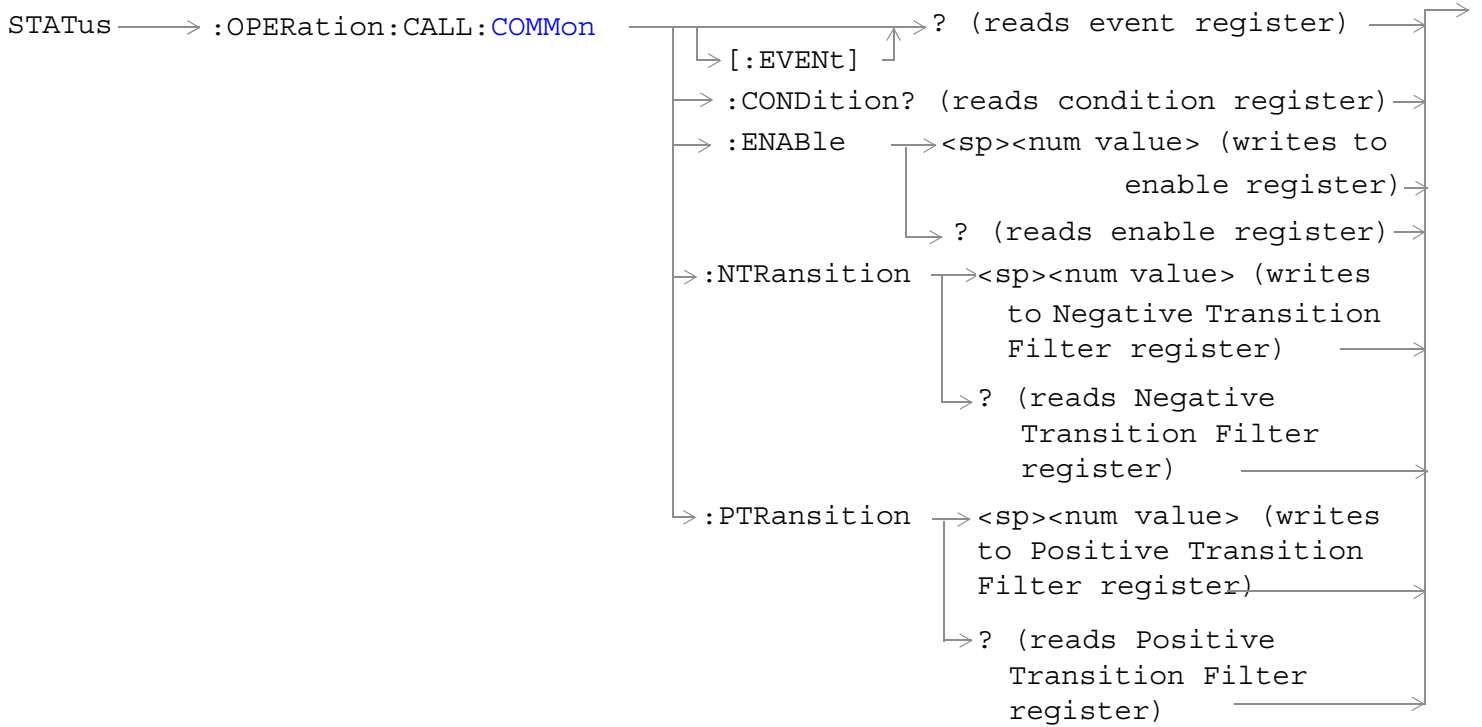 STATus :OPERation:CALL:COMMon ? (reads event register)
[:EVENt]
:CONDition? (reads condition register)
:ENABle <sp><num value> (writes to
enable register)
? (reads enable register)
:NTRansition <sp><num value> (writes
to Negative Transition
Filter register)
? (reads Negative
Transition Filter
register)
:PTRansition <sp><num value> (writes
to Positive Transition
Filter register)
? (reads Positive
Transition Filter
register)